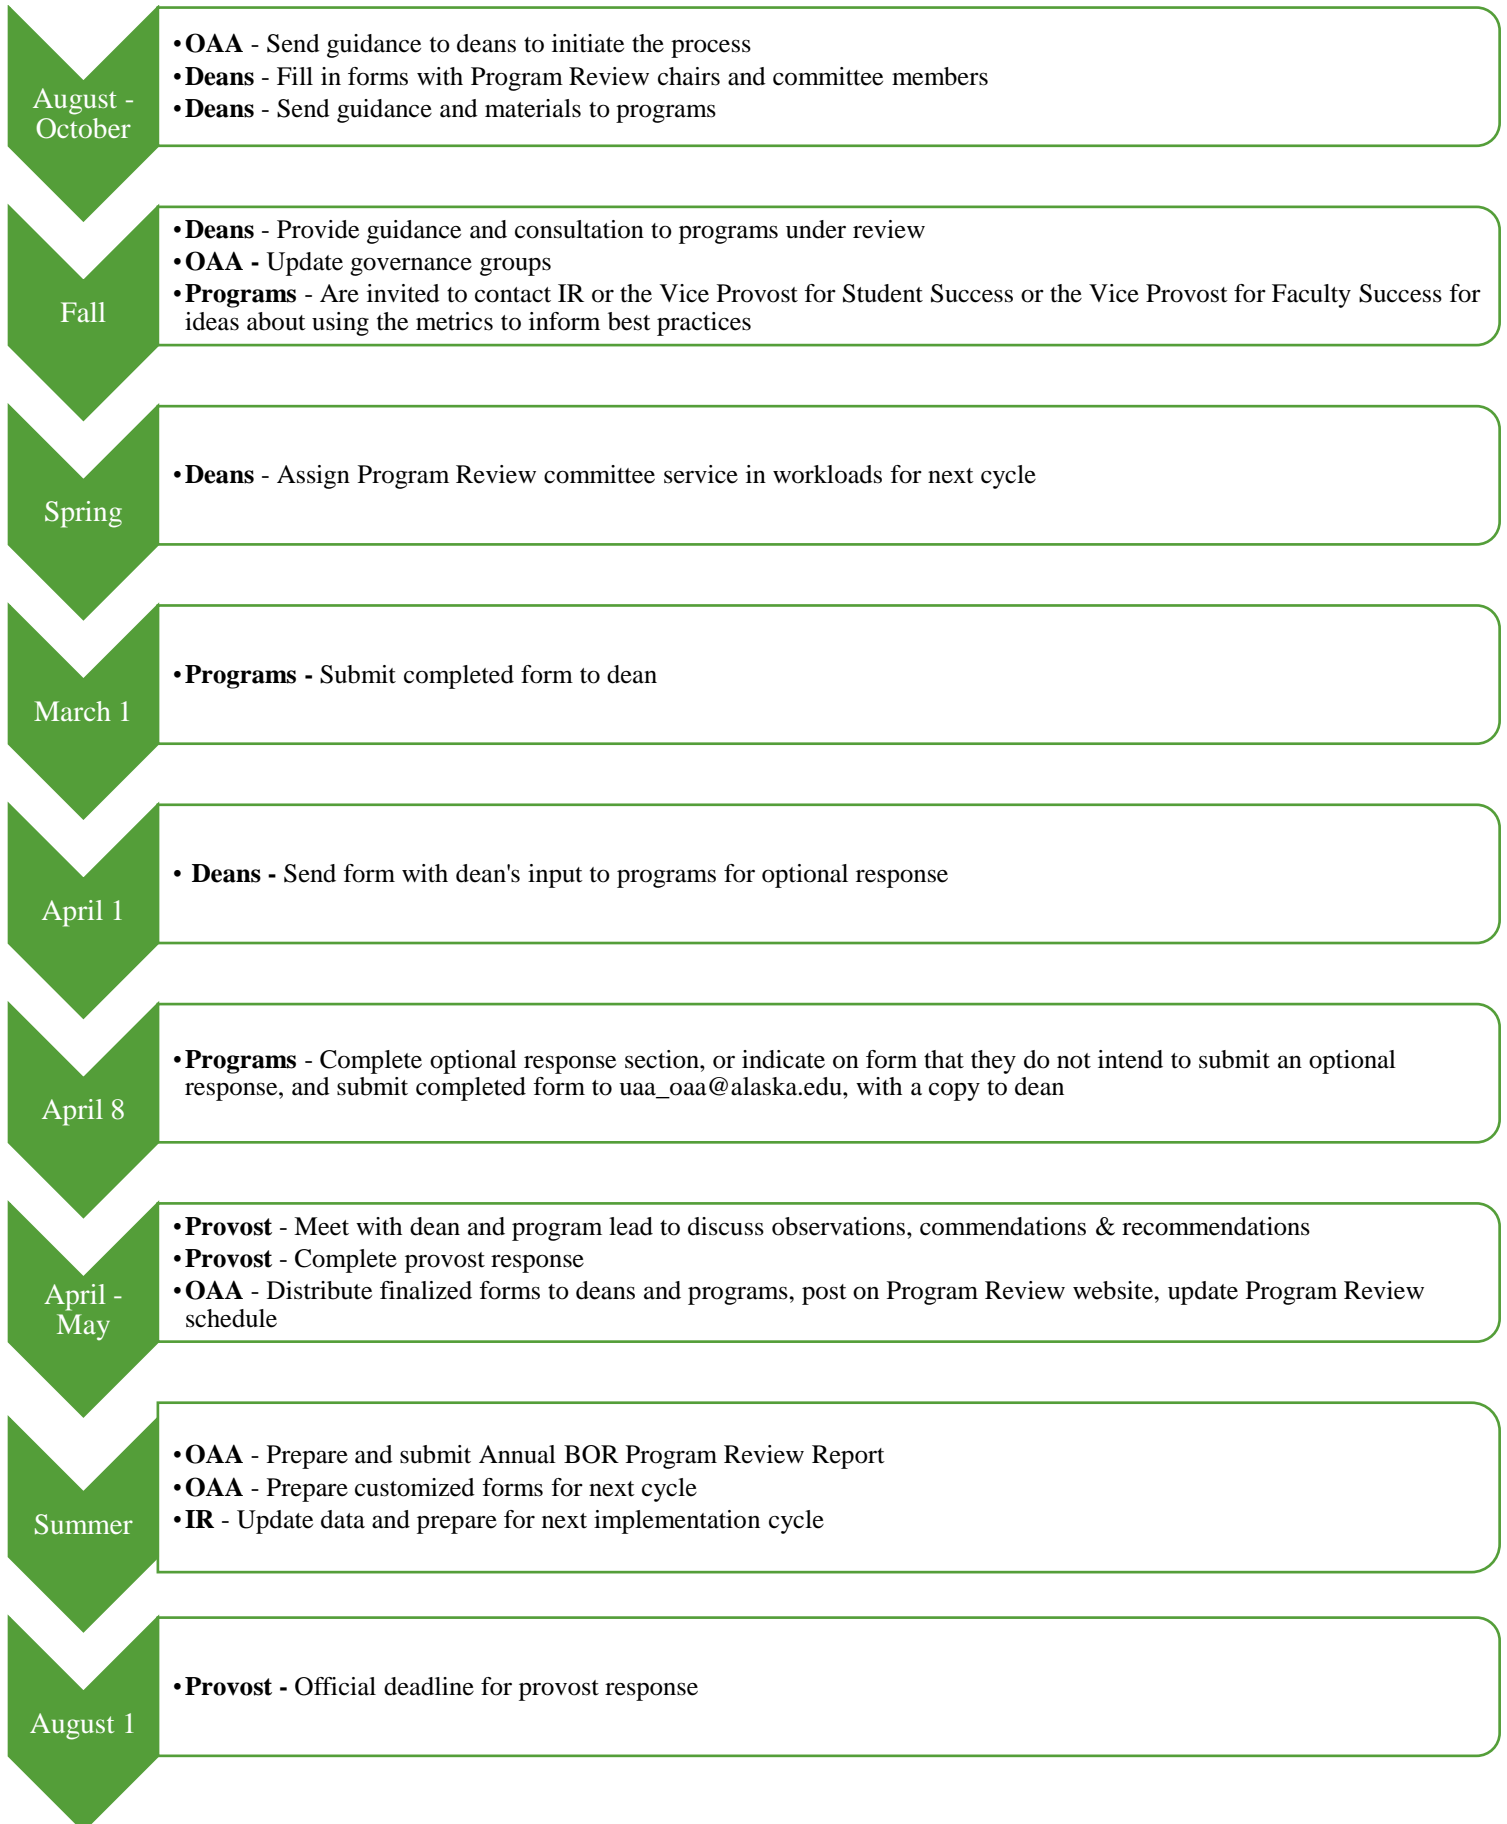 August -
October
•OAA - Send guidance to deans to initiate the process
•Deans - Fill in forms with Program Review chairs and committee members
•Deans - Send guidance and materials to programs
Fall
•Deans - Provide guidance and consultation to programs under review
•OAA - Update governance groups
•Programs - Are invited to contact IR or the Vice Provost for Student Success or the Vice Provost for Faculty Success for
ideas about using the metrics to inform best practices
Spring
•Deans - Assign Program Review committee service in workloads for next cycle
March 1
•Programs - Submit completed form to dean
April 1
• Deans - Send form with dean's input to programs for optional response
April 8
•Programs - Complete optional response section, or indicate on form that they do not intend to submit an optional
response, and submit completed form to uaa_oaa@alaska.edu, with a copy to dean
April -
May
•Provost - Meet with dean and program lead to discuss observations, commendations & recommendations
•Provost - Complete provost response
•OAA - Distribute finalized forms to deans and programs, post on Program Review website, update Program Review
schedule
Summer
•OAA - Prepare and submit Annual BOR Program Review Report
•OAA - Prepare customized forms for next cycle
•IR - Update data and prepare for next implementation cycle
August 1
•Provost - Official deadline for provost response